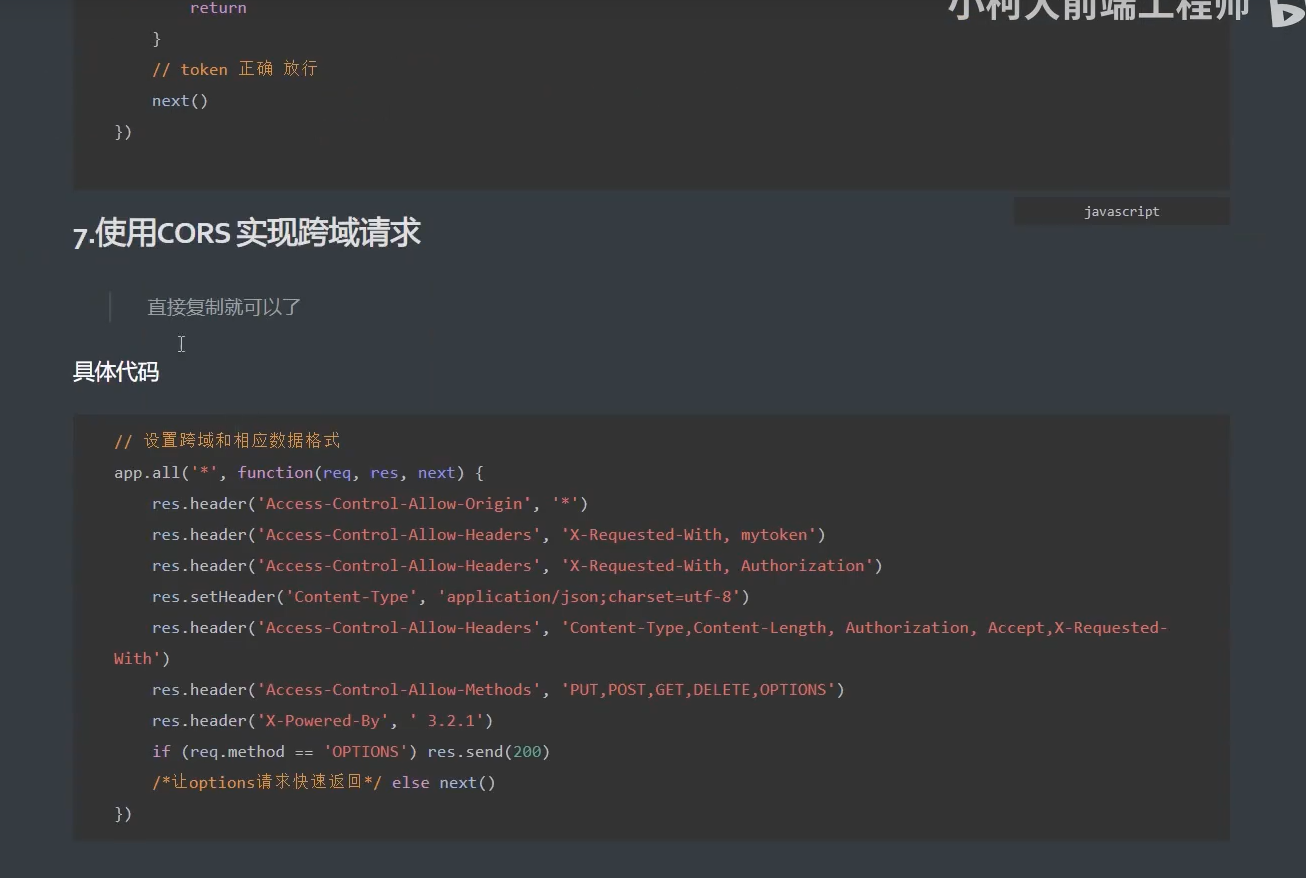 return
小柯大前端工程师
}
// token 正确 放行
next()
})
javascript
7.使用CORS 实现跨域请求
直接复制就可以了
具体代码
// 设置跨域和相应数据格式
app.all('*', function(req, res, next) {
res.header('Access-Control-Allow-Origin', '*')
res.header('Access-Control-Allow-Headers', 'X-Requested-With, mytoken')
res.header('Access-Control-Allow-Headers', 'X-Requested-With, Authorization')
res.setHeader('Content-Type', 'application/json;charset=utf-8')
res.header('Access-Control-Allow-Headers', 'Content-Type,Content-Length, Authorization, Accept,X-Requested-
With')
res.header('Access-Control-Allow-Methods', 'PUT,POST,GET,DELETE,OPTIONS')
res.header('X-Powered-By', ' 3.2.1')
if (req.method == 'OPTIONS') res.send(200)
/*让options请求快速返回*/ else next()
})